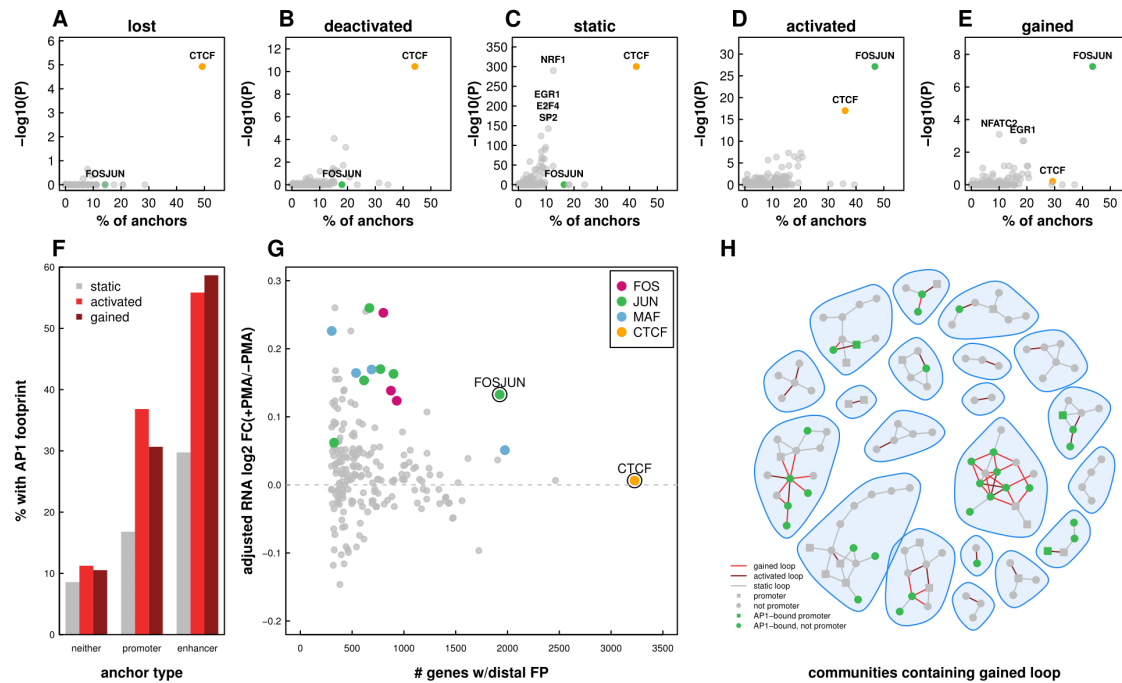 A
lost
−log10(P)
6
5
4
3
2
1
0
CTCF
FOSJUN
0 10 20 30 40 50
% of anchors
B
deactivated
−log10(P)
12
10
8
6
4
2
0
CTCF
FOSJUN
0 10 20 30 40 50
% of anchors
C
static
−log10(P)
350
300
250
200
150
100
50
0
NRF1
CTCF
EGR1
E2F4
SP2
FOSJUN
0 10 20 30 40 50
% of anchors
D
activated
−log10(P)
30
25
20
15
10
5
0
FOSJUN
CTCF
0 10 20 30 40 50
% of anchors
E
gained
−log10(P)
8
6
4
2
0
FOSJUN
NFATC2
EGR1
CTCF
0 10 20 30 40 50
% of anchors
F
% with AP1 footprint
60
50
40
30
20
10
0
static
activated
gained
neither promoter enhancer
anchor type
G
adjusted RNA log2 FC(+PMA/−PMA)
0.3
0.2
0.1
0.0
−0.1
−0.2
FOS
JUN
MAF
CTCF
FOSJUN
CTCF
0 500 1000 1500 2000 2500 3000 3500
# genes w/distal FP
H
gained loop
activated loop
static loop
promoter
not promoter
AP1−bound promoter
AP1−bound, not promoter
communities containing gained loop